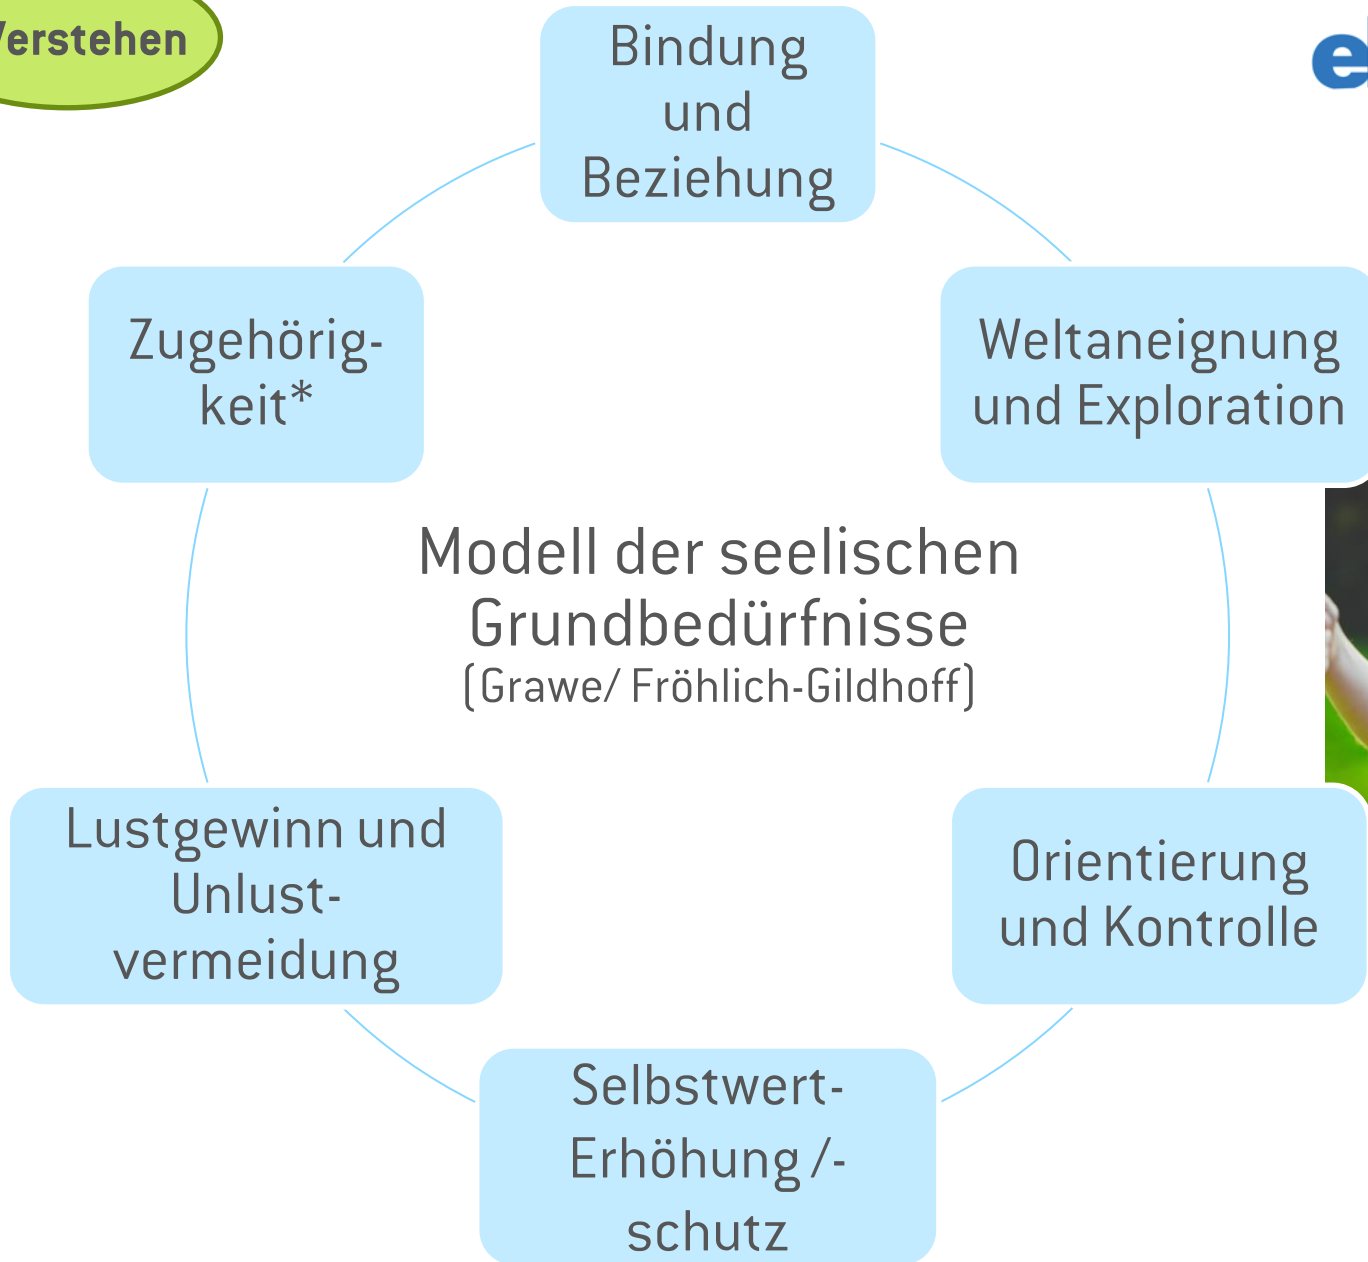 Verstehen
Bindung
und
Beziehung
Zugehörig-
keit*
Weltaneignung
und Exploration
Modell der seelischen
Grundbedürfnisse
(Grawe/ Fröhlich-Gildhoff)
Lustgewinn und
Unlust-
vermeidung
Orientierung
und Kontrolle
Selbstwert-
Erhöhung /-
schutz